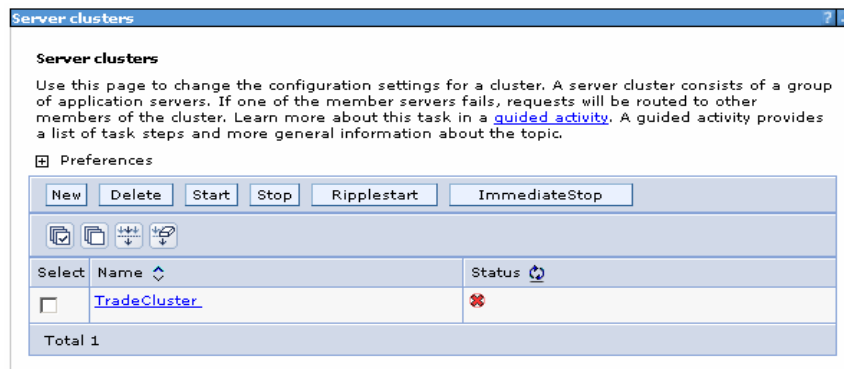 Server clusters ?
Server clusters
Use this page to change the configuration settings for a cluster. A server cluster consists of a group
of application servers. If one of the member servers fails, requests will be routed to other
members of the cluster. Learn more about this task in a guided activity. A guided activity provides
a list of task steps and more general information about the topic.
Preferences
New Delete Start Stop Ripplestart ImmediateStop
Select Name Status
TradeCluster
Total 1